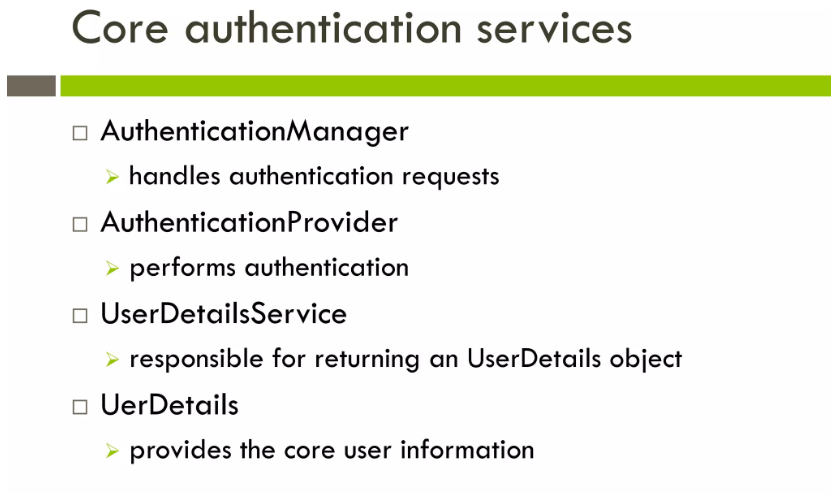 Core authentication services
AuthenticationManager
handles authentication requests
AuthenticationProvider
performs authentication
UserDetailsService
responsible for returning an UserDetails object
UerDetails
provides the core user information